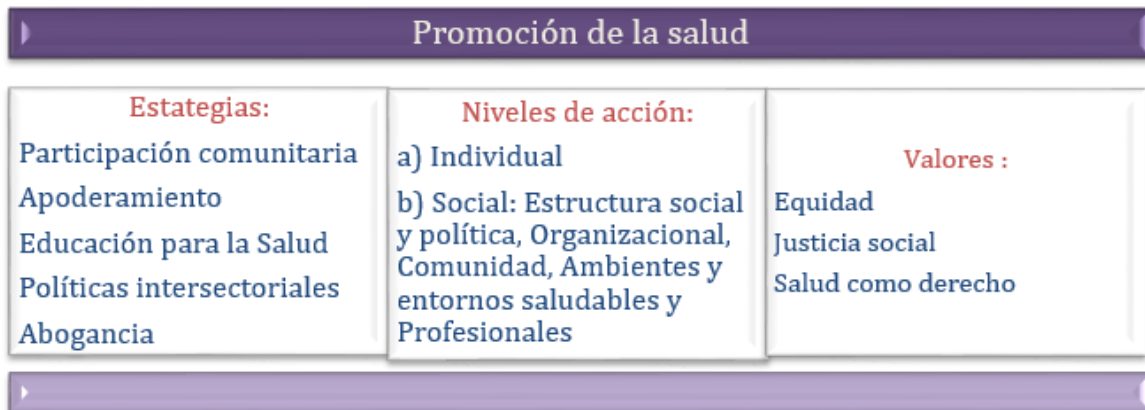 Promoción de la salud
Estategias:
Participación comunitaria
Apoderamiento
Educación para la Salud
Políticas intersectoriales
Abogancia
Niveles de acción:
a) Individual
b) Social: Estructura social
y política, Organizacional,
Comunidad, Ambientes y
entornos saludables y
Profesionales
Valores :
Equidad
Justicia social
Salud como derecho